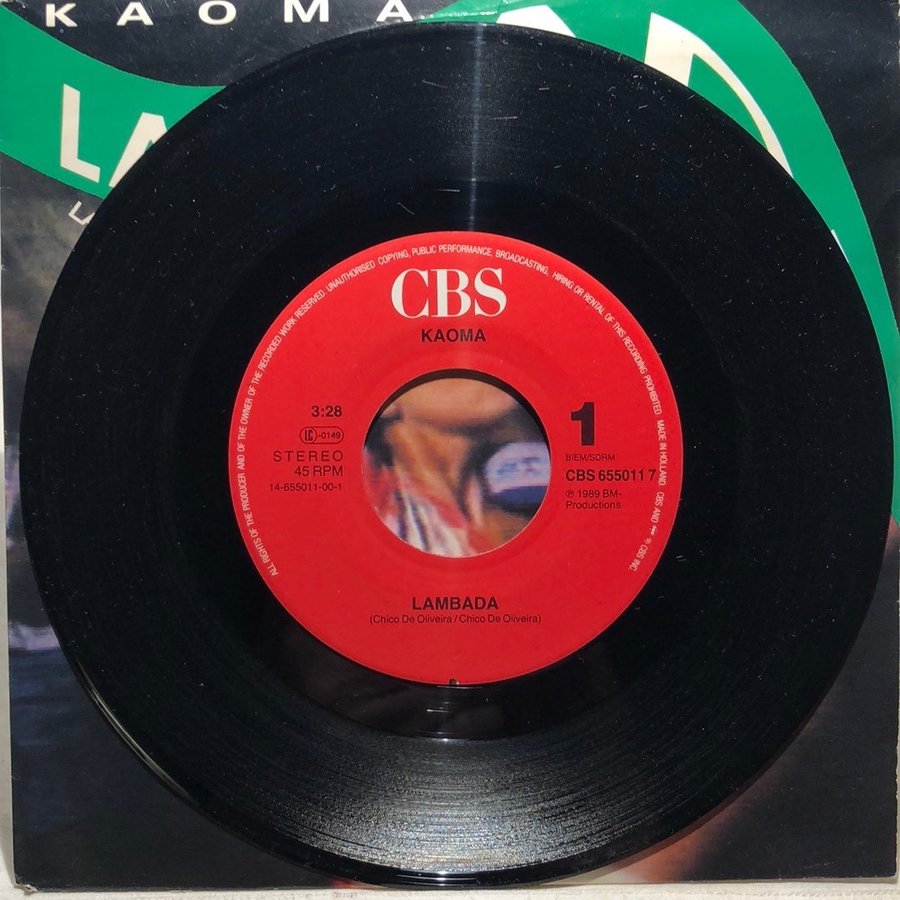 KAOMA
LA
ALL RIGHTS OF THE PRODUCER AND OF THE OWNER OF THE RECORDED WORK RESERVED. UNAUTHORISED COPYING, PUBLIC PERFORMANCE, BROADCASTING, HIRING OR RENTAL OF THIS RECORDING PROHIBITED. MADE IN HOLLAND. CBS AND ® CBS INC.
CBS
KAOMA
3:28
LC-0149
STEREO
45 RPM
14-655011-00-1
1
BIEM/SDRM
CBS 655011 7
℗ 1989 BM-
Productions
LAMBADA
(Chico De Oliveira / Chico De Oliveira)